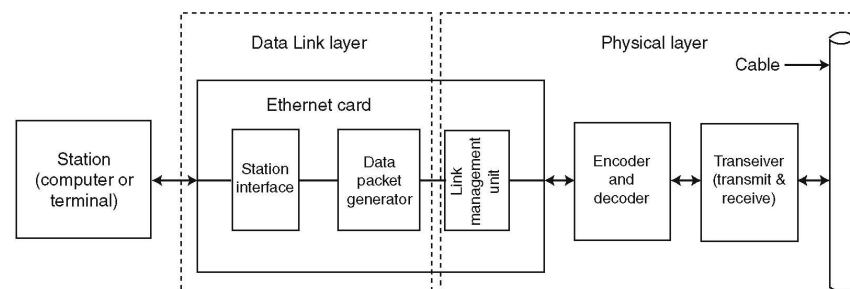 Data Link layer
Physical layer
Cable
Ethernet card
Station
(computer or
terminal)
Station
interface
Data
packet
generator
Link
management
unit
Encoder
and
decoder
Transeiver
(transmit &
receive)